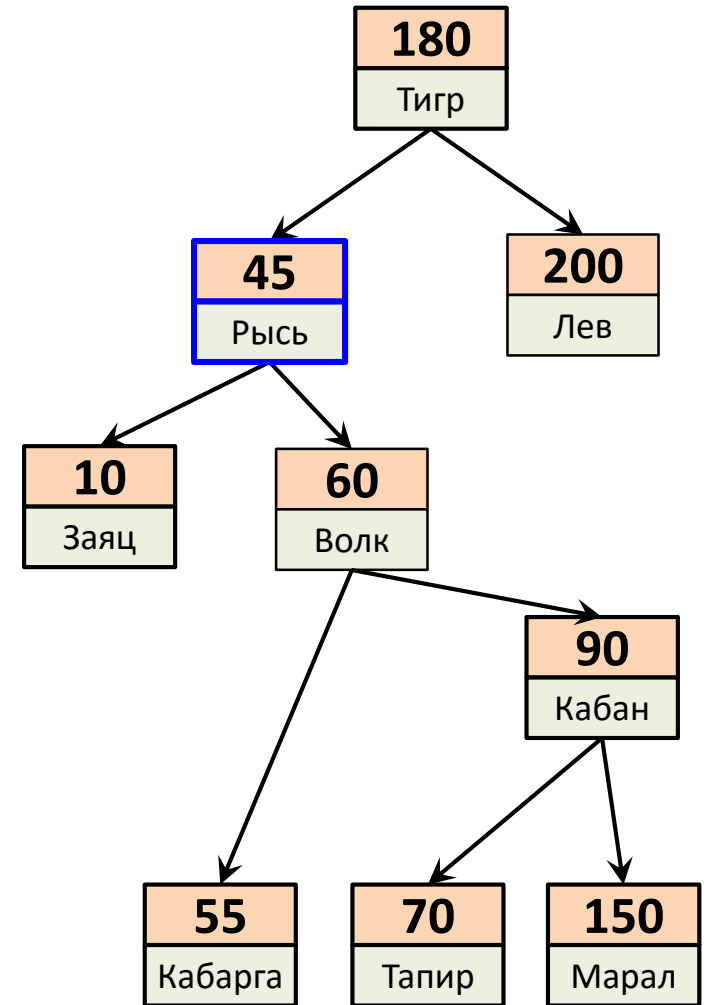 180
Тигр
45
Рысь
200
Лев
10
Заяц
60
Волк
90
Кабан
55
Кабарга
70
Тапир
150
Марал